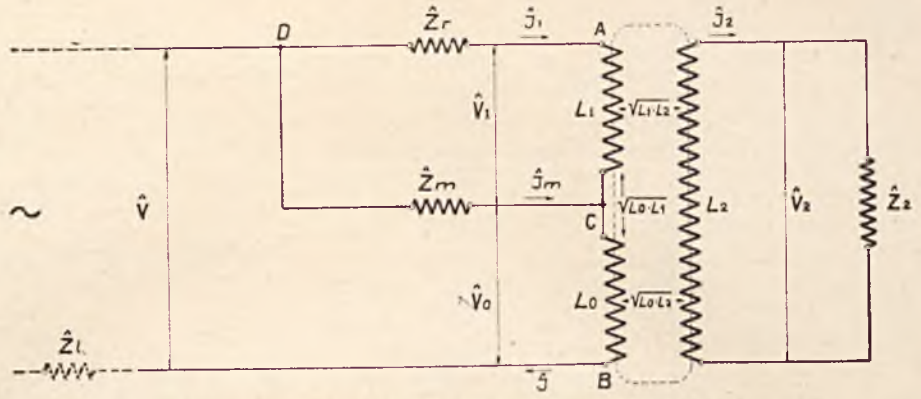 D
Ẑr
Ĵ1
A
Ĵ2
V̂1
L1
√L1·L2
Ẑm
Ĵm
V̂
C
√L0·L1
L2
V̂2
Ẑ2
V̂0
L0
√L0·L2
ẐL
Ĵ
B